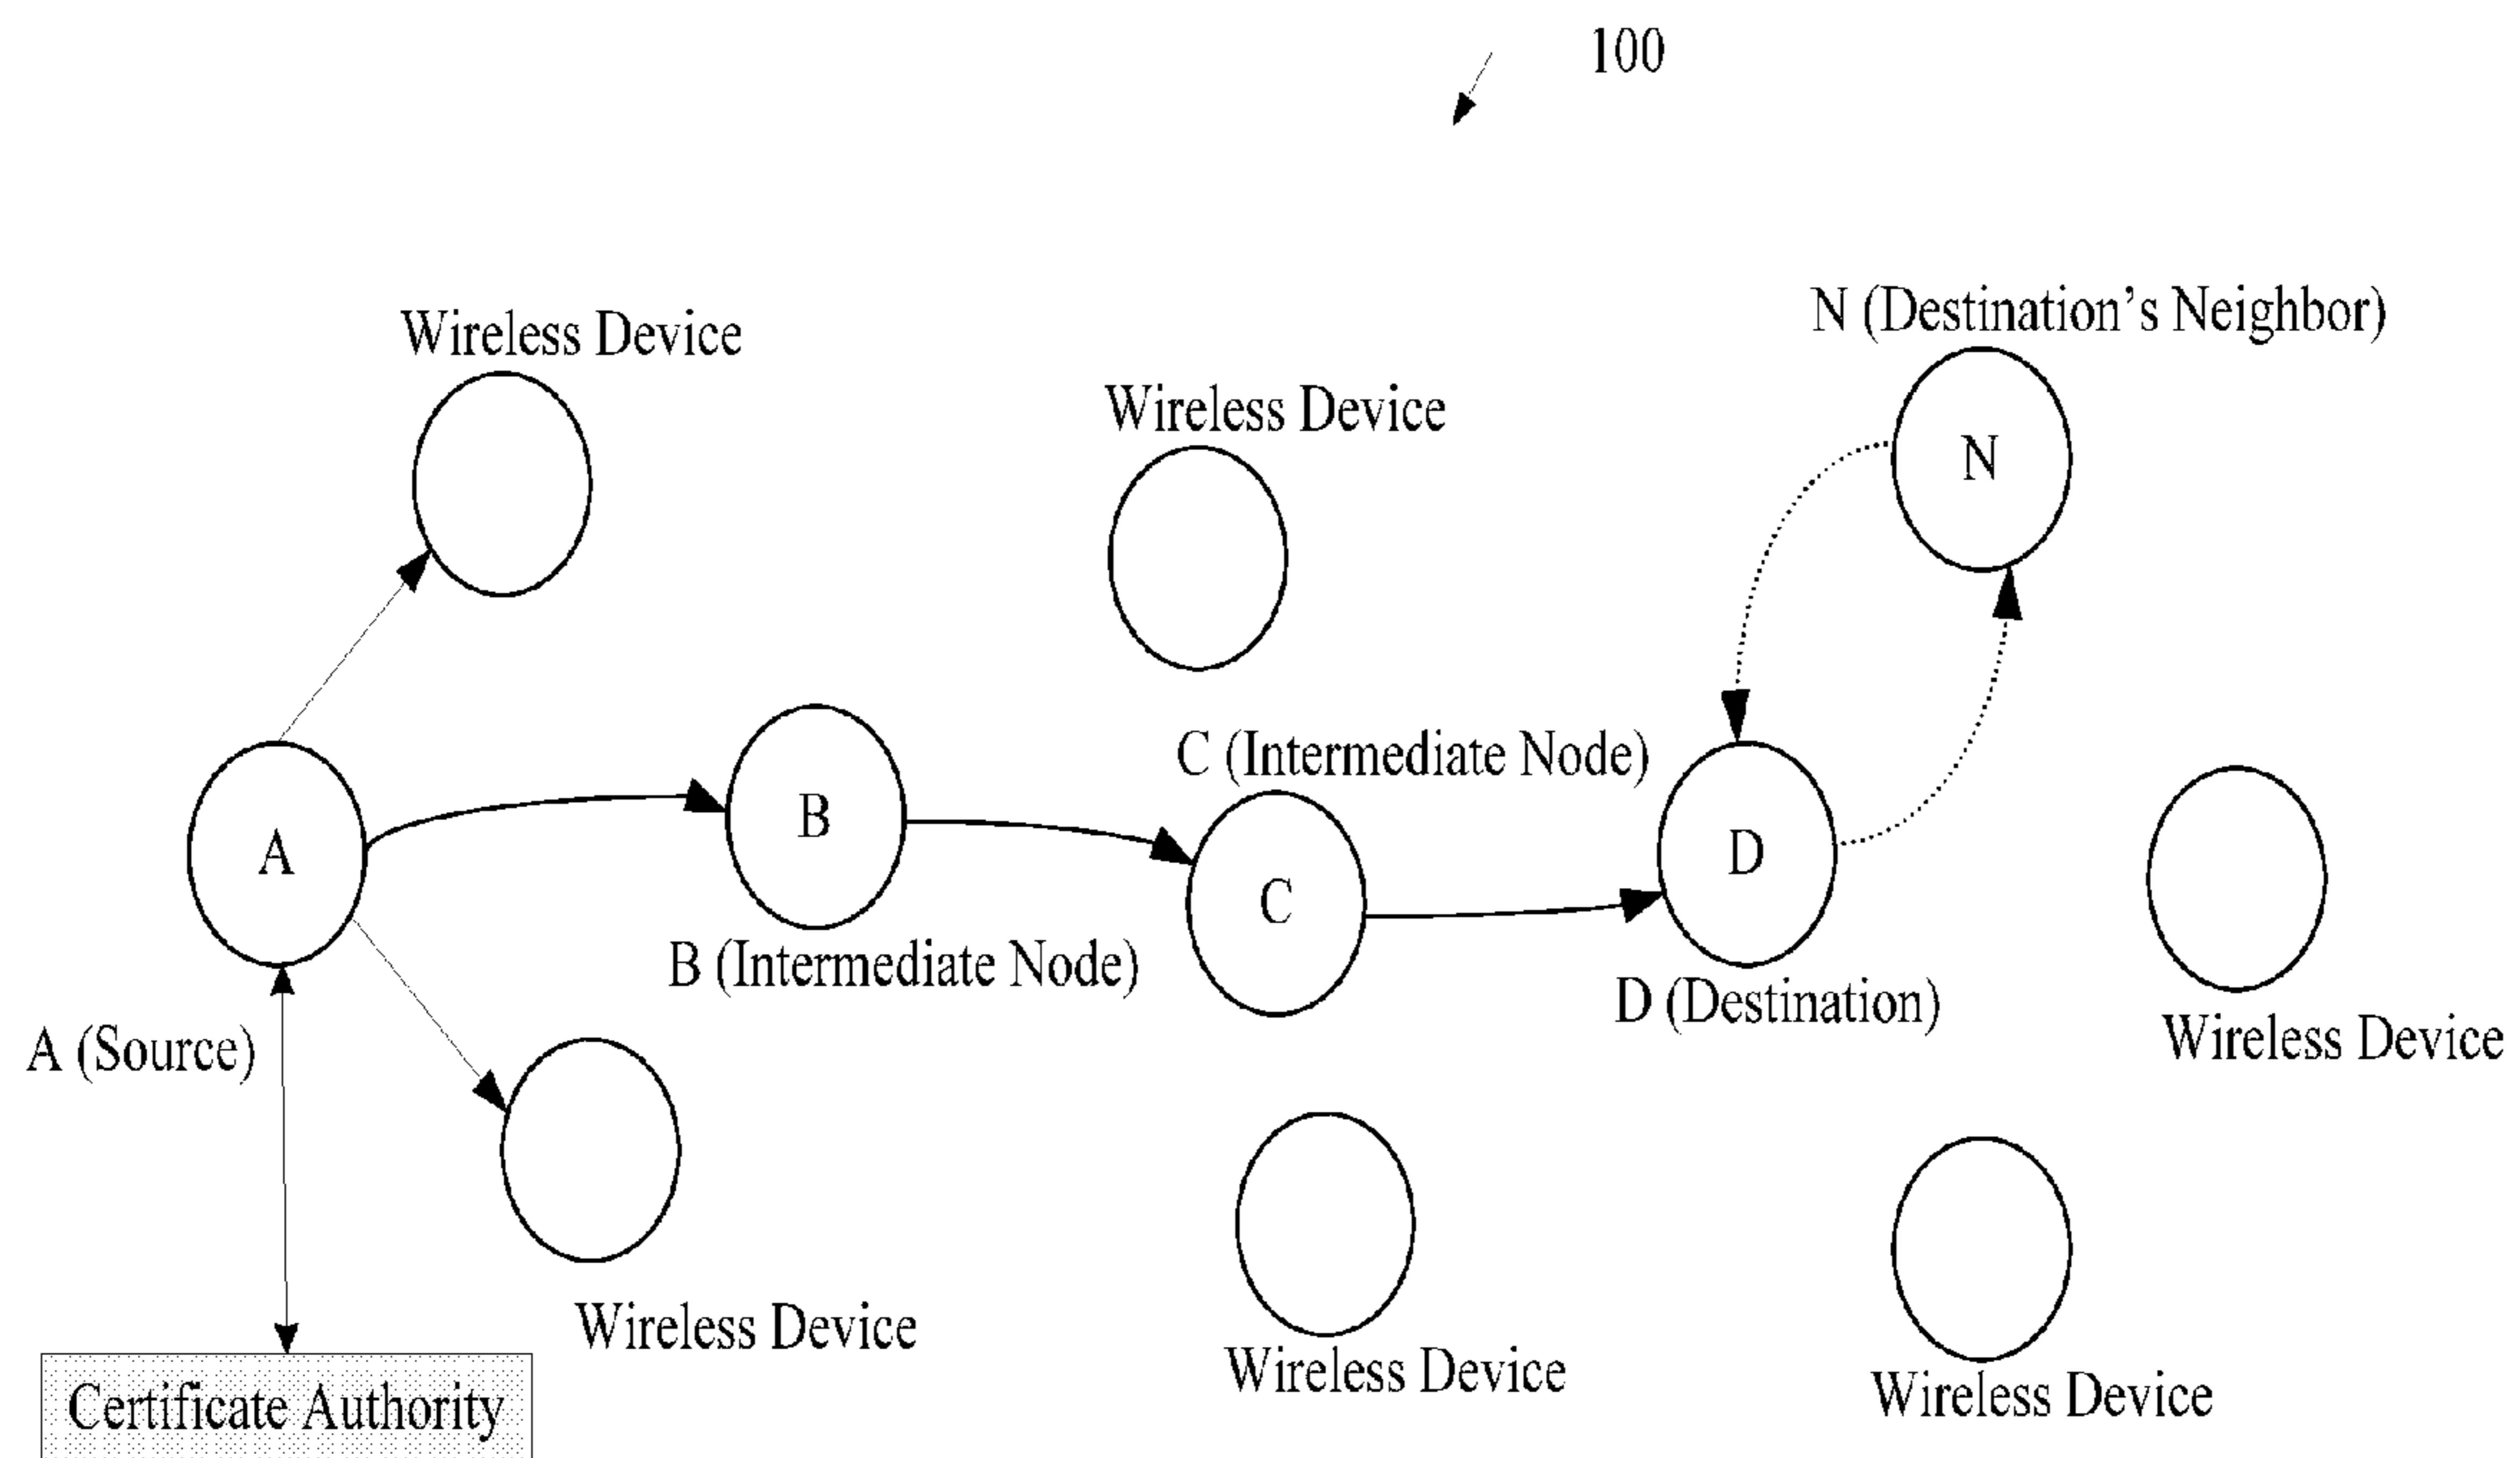 100
N (Destination's Neighbor)
Wireless Device
Wireless Device
N
C (Intermediate Node)
B
A
D
C
B (Intermediate Node)
D (Destination)
A (Source)
Wireless Device
Wireless Device
Wireless Device
Wireless Device
Certificate Authority